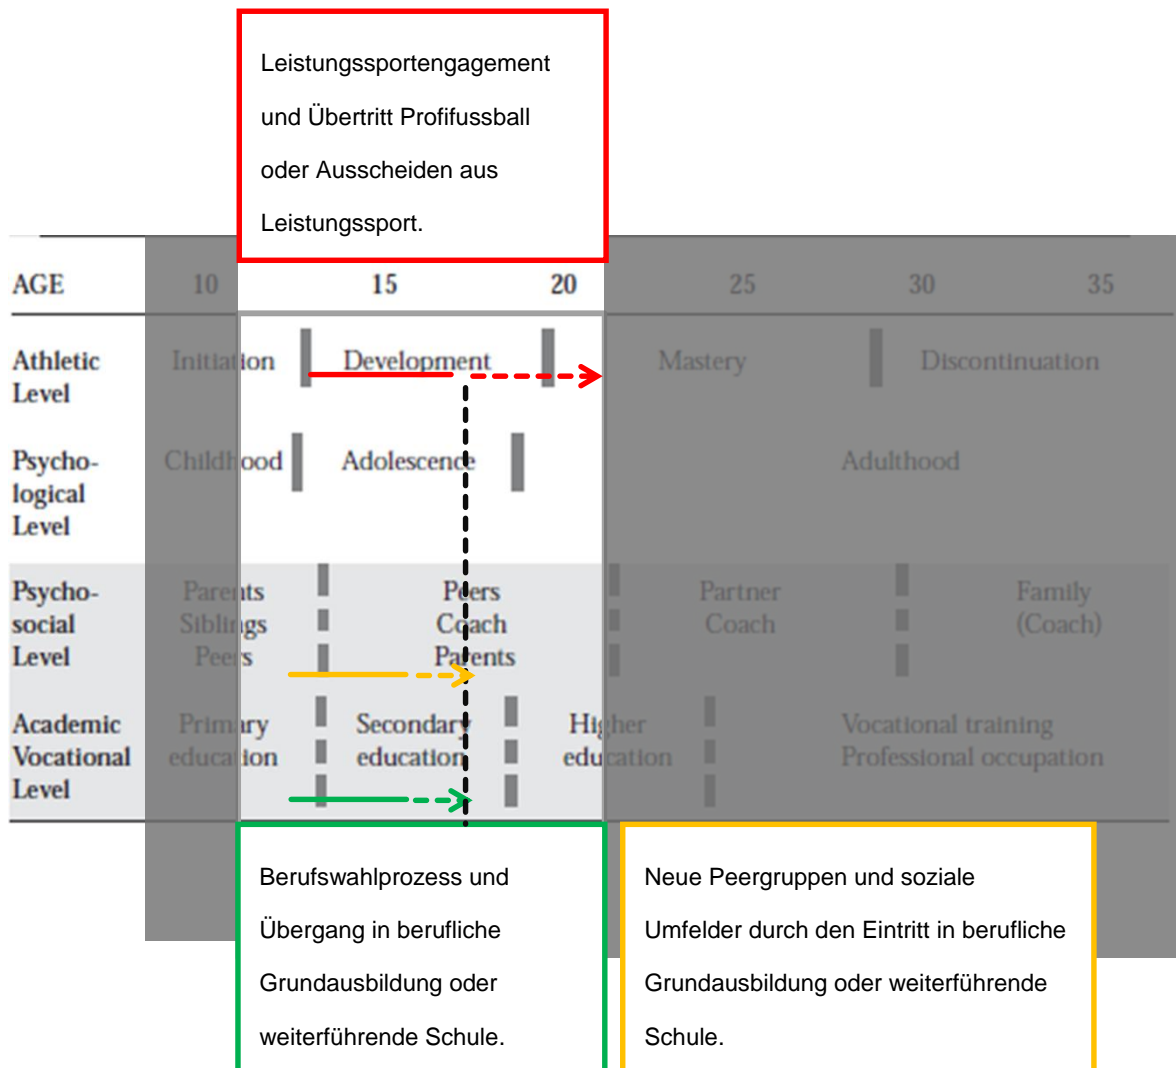 Leistungssportengagement
und Übertritt Profifussball
oder Ausscheiden aus
Leistungssport.
AGE 10 15 20 25 30 35
Athletic Level
Initiation Development Mastery Discontinuation
Psycho-
logical
Level
Childhood Adolescence Adulthood
Psycho-
social
Level
Parents
Siblings
Peers
Peers
Coach
Parents
Partner
Coach
Family
(Coach)
Academic
Vocational
Level
Primary
education
Secondary
education
Higher
education
Vocational training
Professional occupation
Berufswahlprozess und
Übergang in berufliche
Grundausbildung oder
weiterführende Schule.
Neue Peergruppen und soziale
Umfelder durch den Eintritt in berufliche
Grundausbildung oder weiterführende
Schule.